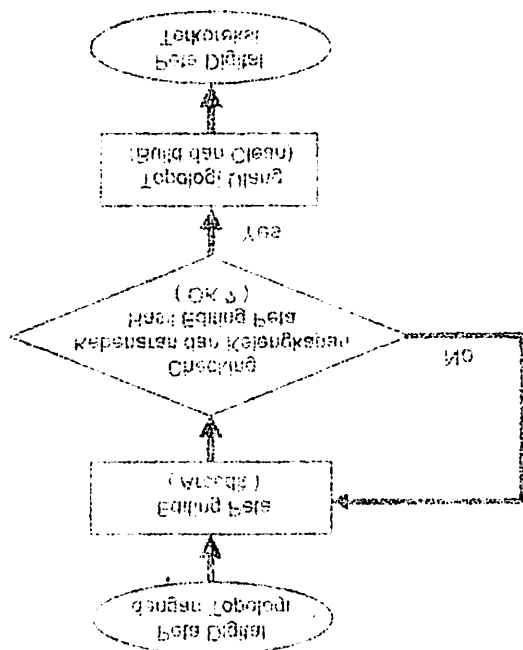 Peta Digital
dengan Topologi
Editing Peta
( Arcedit )
Checking
Kebenaran dan Kelengkapan
Hasil Editing Peta
( OK ? )
No
Yes
Topologi Ulang
(Build dan Clean)
Peta Digital
Terkoreksi